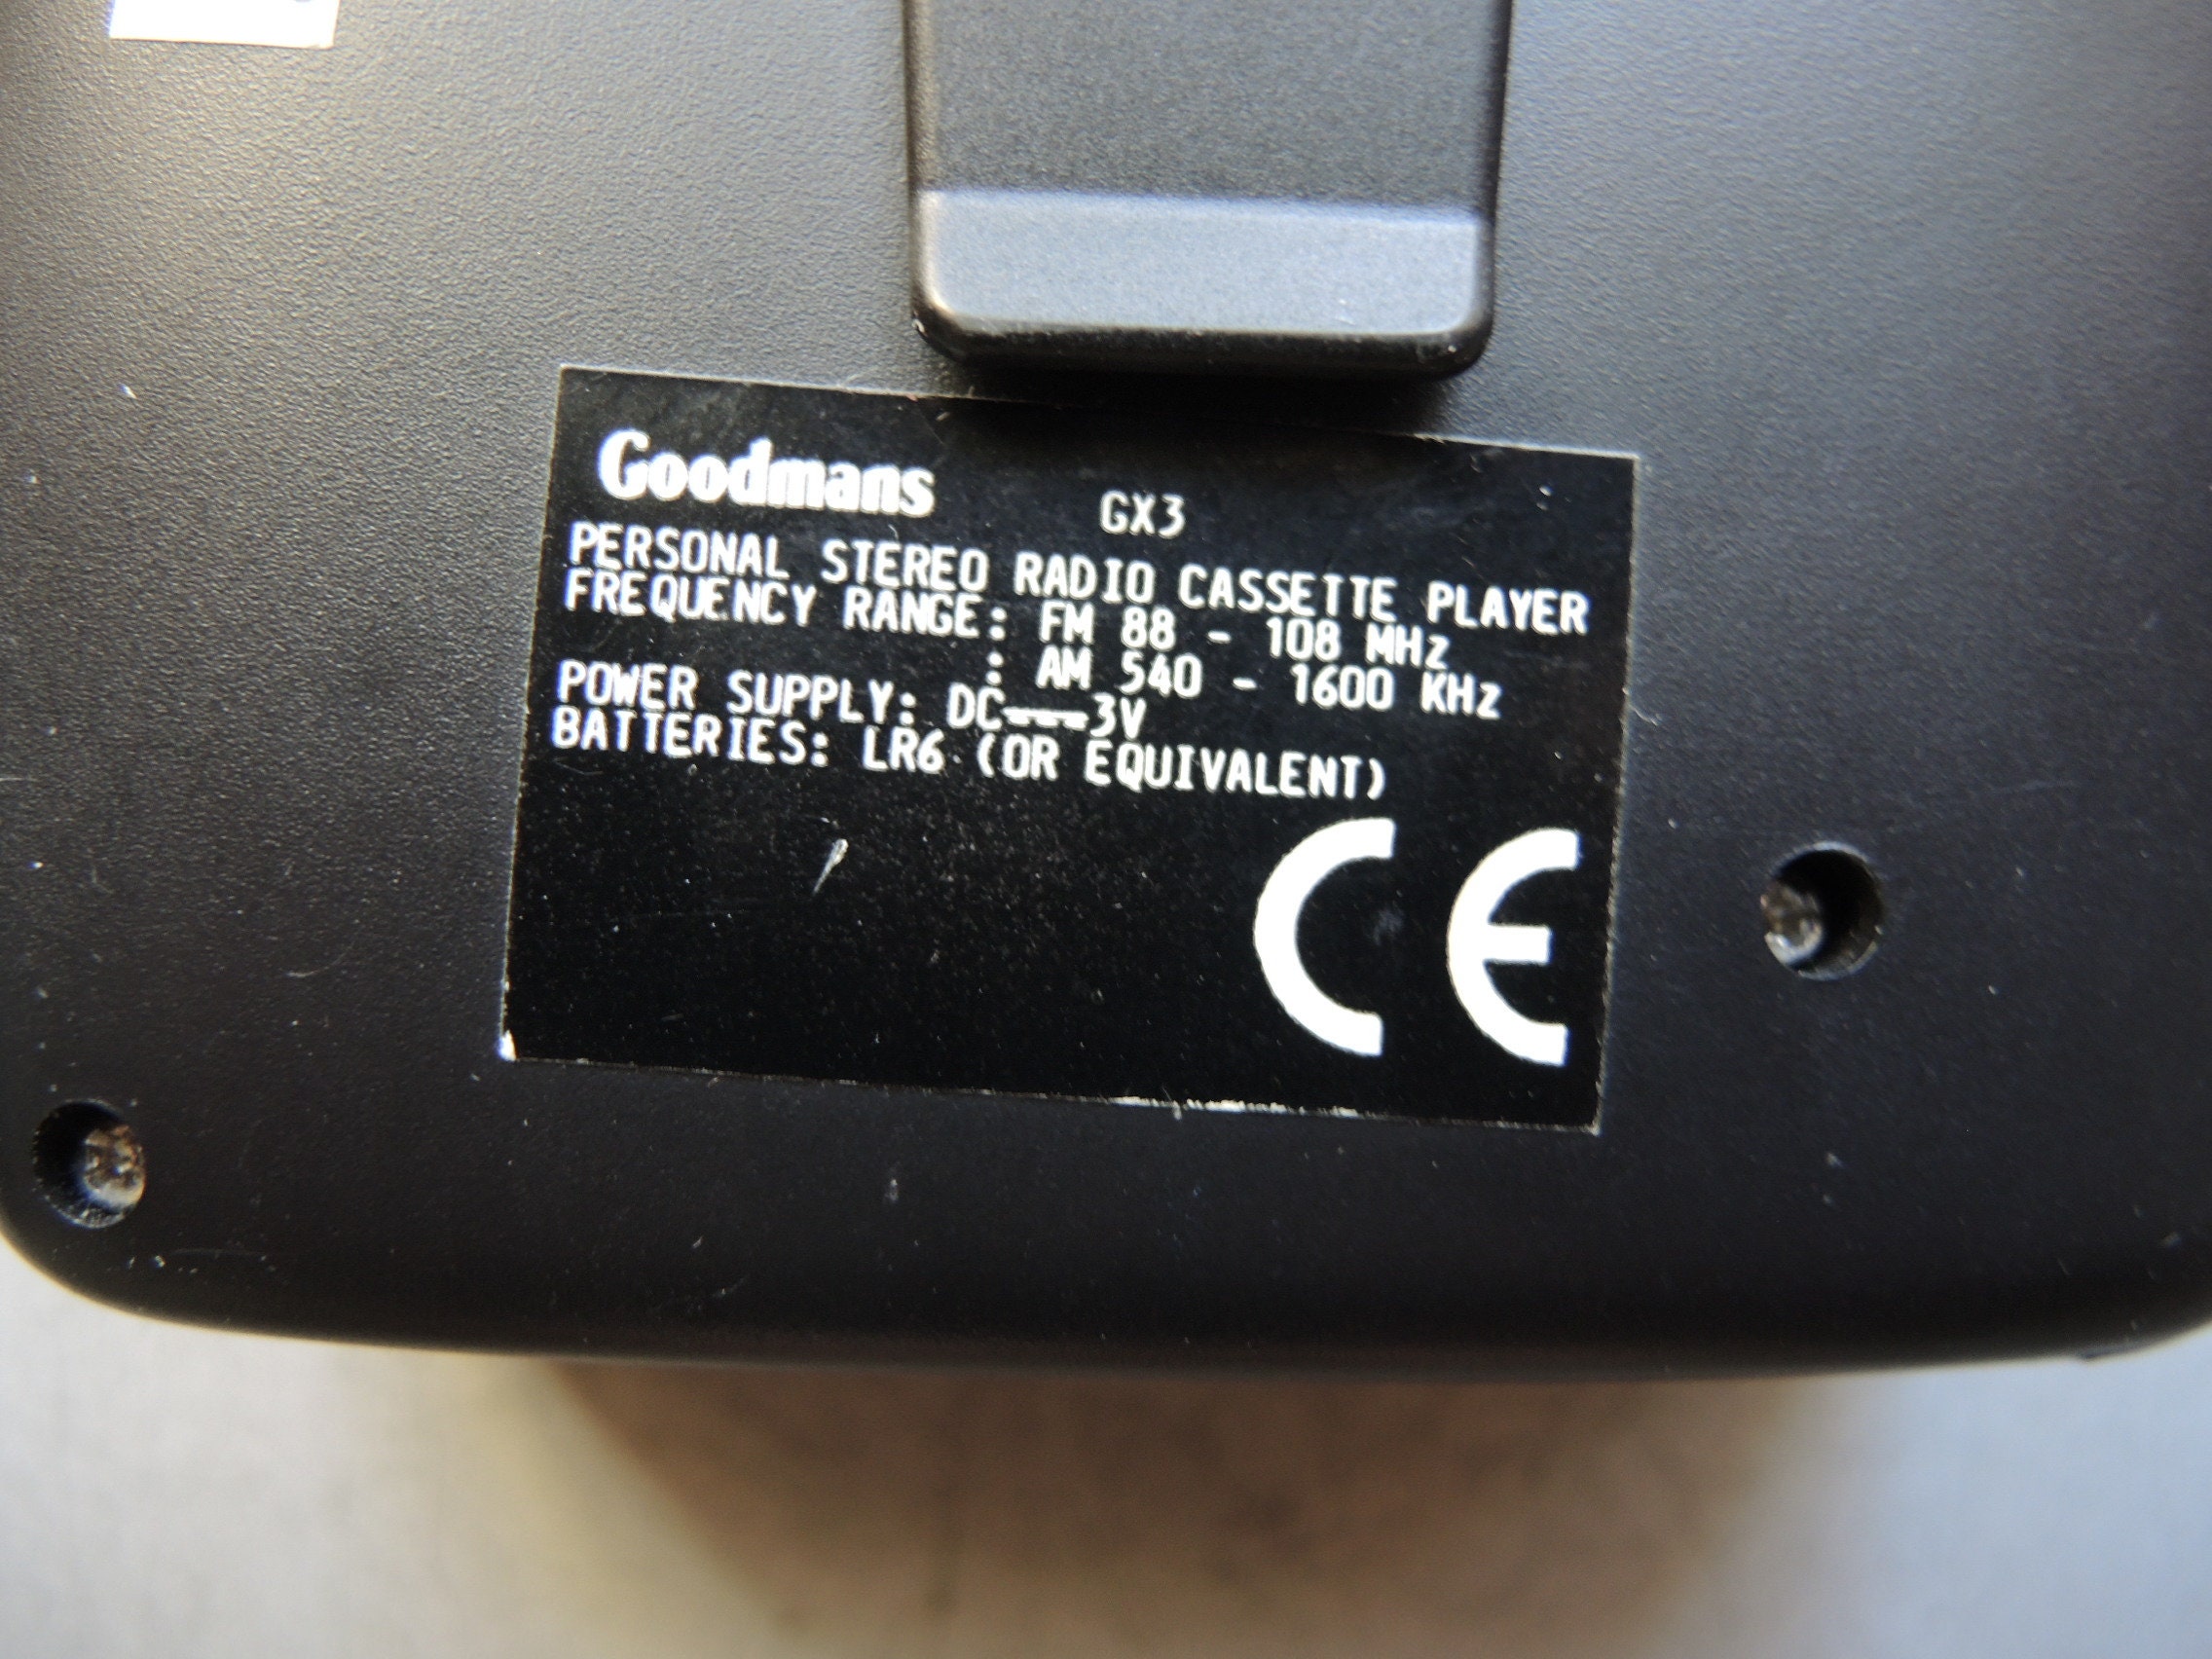 Goodmans GX3
PERSONAL STEREO RADIO CASSETTE PLAYER
FREQUENCY RANGE: FM 88 - 108 MHz
: AM 540 - 1600 KHz
POWER SUPPLY: DC⎓3V
BATTERIES: LR6 (OR EQUIVALENT)
CE